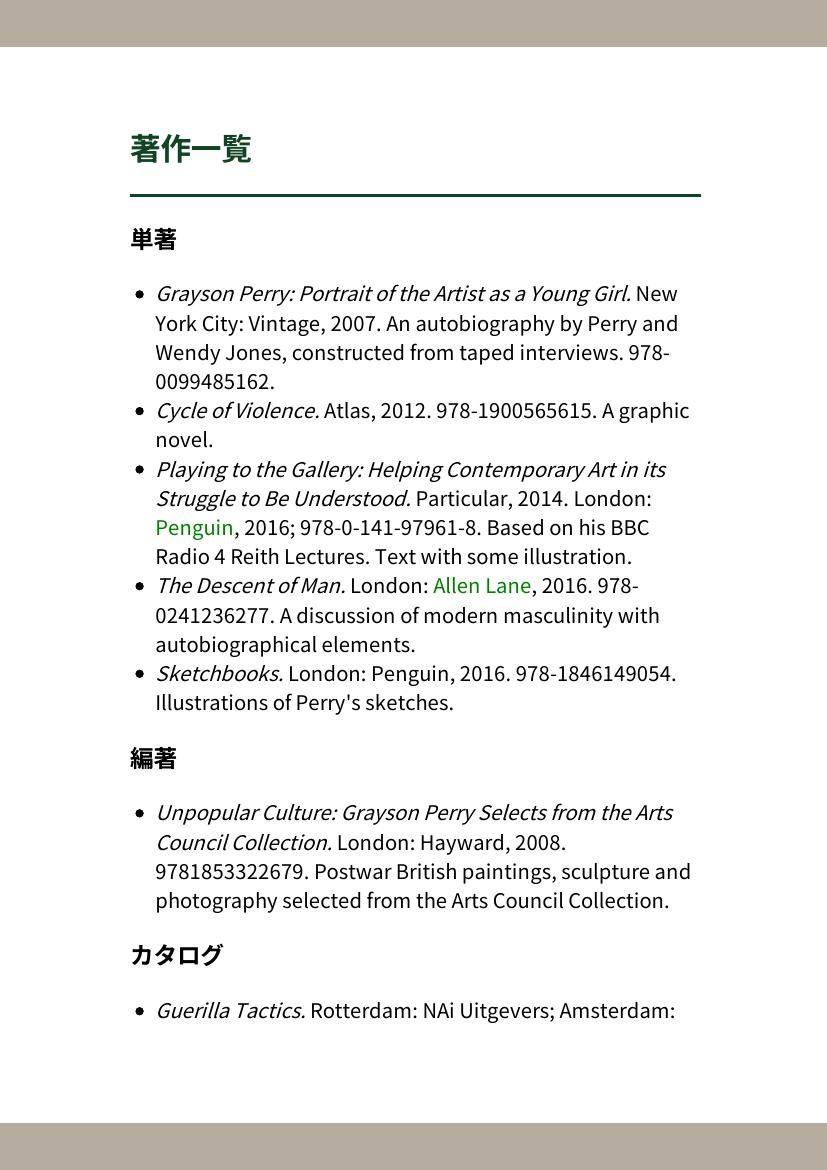 著作一覧
単著
• Grayson Perry: Portrait of the Artist as a Young Girl. New
York City: Vintage, 2007. An autobiography by Perry and
Wendy Jones, constructed from taped interviews. 978-
0099485162.
• Cycle of Violence. Atlas, 2012. 978-1900565615. A graphic
novel.
• Playing to the Gallery: Helping Contemporary Art in its
Struggle to Be Understood. Particular, 2014. London:
Penguin, 2016; 978-0-141-97961-8. Based on his BBC
Radio 4 Reith Lectures. Text with some illustration.
• The Descent of Man. London: Allen Lane, 2016. 978-
0241236277. A discussion of modern masculinity with
autobiographical elements.
• Sketchbooks. London: Penguin, 2016. 978-1846149054.
Illustrations of Perry's sketches.
編著
• Unpopular Culture: Grayson Perry Selects from the Arts
Council Collection. London: Hayward, 2008.
9781853322679. Postwar British paintings, sculpture and
photography selected from the Arts Council Collection.
カタログ
• Guerilla Tactics. Rotterdam: NAi Uitgevers; Amsterdam: